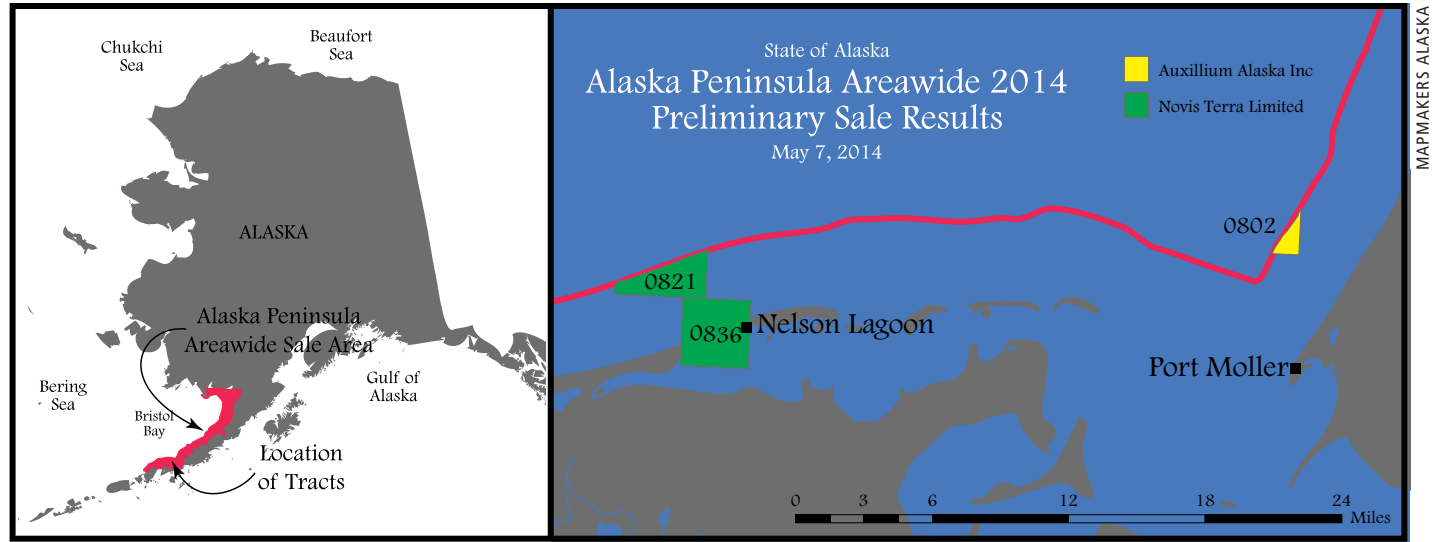 Chukchi
Sea
Beaufort
Sea
ALASKA
Alaska Peninsula
Areawide Sale Area
Bering
Sea
Bristol
Bay
Gulf of
Alaska
Location
of Tracts
State of Alaska
Alaska Peninsula Areawide 2014
Preliminary Sale Results
May 7, 2014
Auxillium Alaska Inc
Novis Terra Limited
0802
0821
0836
Nelson Lagoon
Port Moller
0 3 6 12 18 24
Miles
MAPMAKERS ALASKA